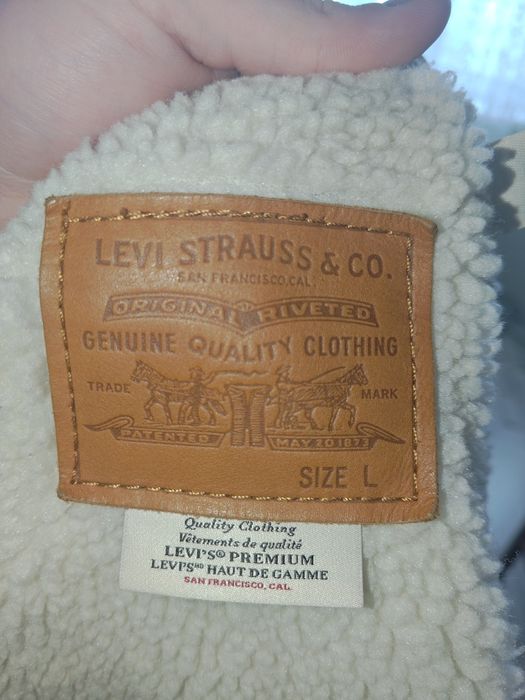 LEVI STRAUSS & CO.
SAN FRANCISCO, CAL.
ORIGINAL RIVETED
GENUINE QUALITY CLOTHING
TRADE MARK
PATENTED MAY 20 1873
SIZE L
Quality Clothing
Vêtements de qualité
LEVI'S® PREMIUM
LEVI'Sᴹᴰ HAUT DE GAMME
SAN FRANCISCO, CAL.